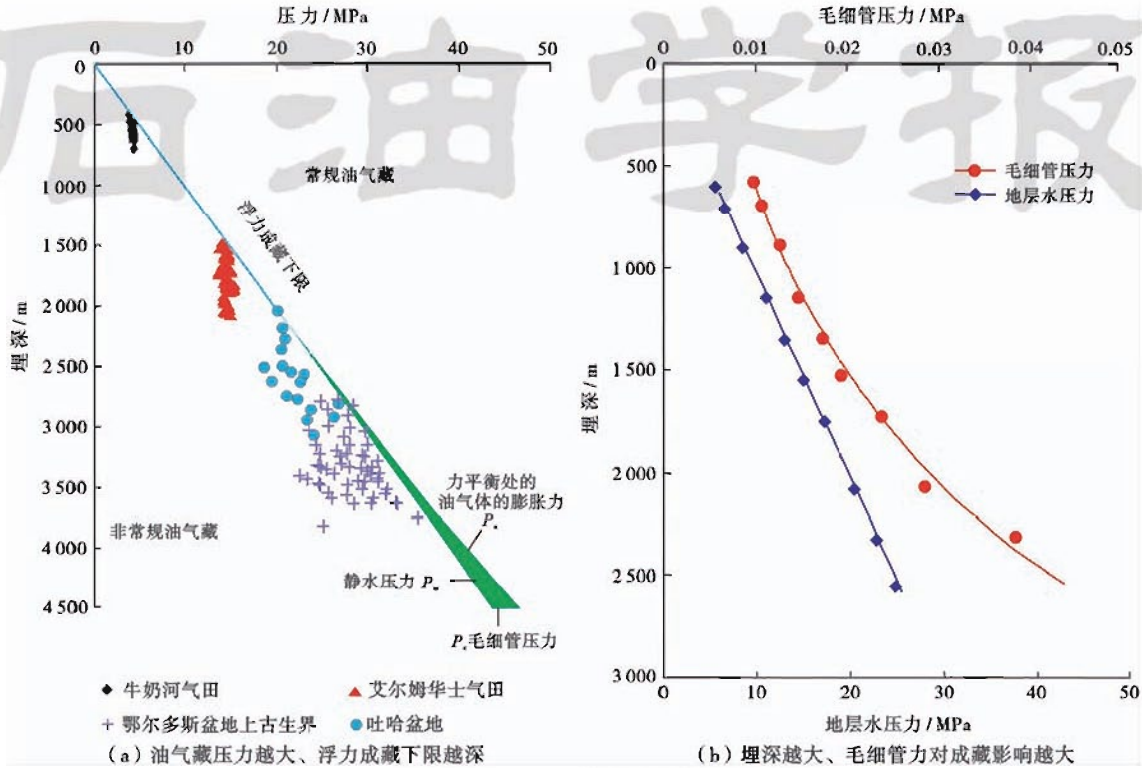 石油学报
压力/MPa
0 10 20 30 40 50
0
500
1 000
1 500
2 000
2 500
3 000
3 500
4 000
4 500
埋深/m
常规油气藏
浮力成藏下限
非常规油气藏
力平衡处的
油气体的膨胀力
静水压力
毛细管压力
牛奶河气田
艾尔姆华士气田
鄂尔多斯盆地上古生界
吐哈盆地
(a) 油气藏压力越大、浮力成藏下限越深
毛细管压力/MPa
0 0.01 0.02 0.03 0.04 0.05
0
500
1 000
1 500
2 000
2 500
3 000
埋深/m
毛细管压力
地层水压力
0 10 20 30 40 50
地层水压力/MPa
(b) 埋深越大、毛细管力对成藏影响越大